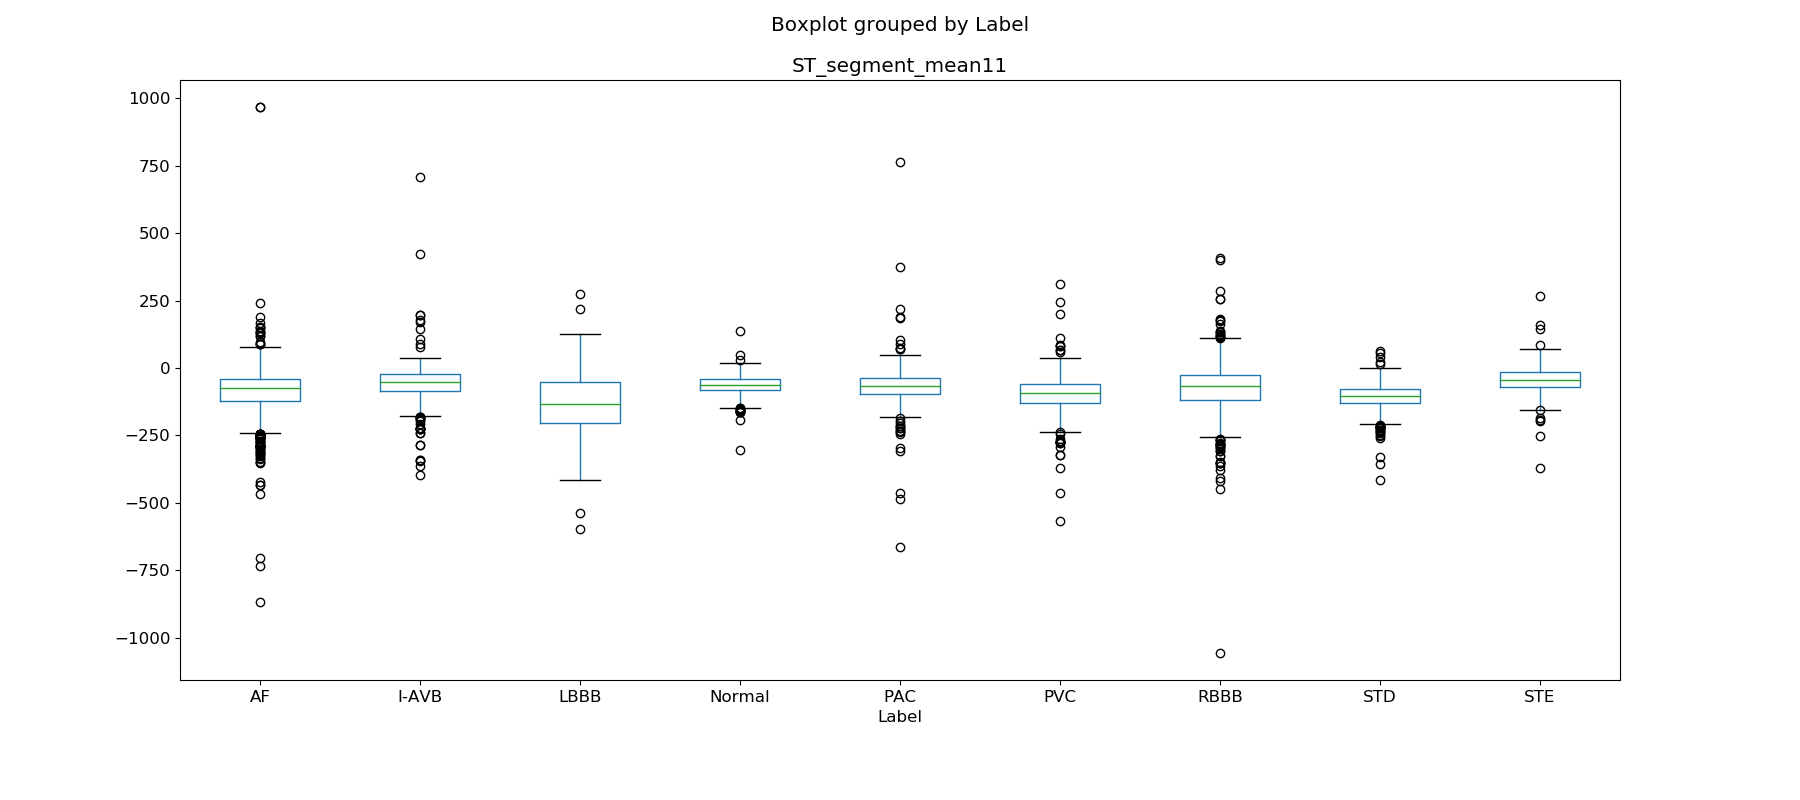 Boxplot grouped by Label
ST_segment_mean11
1000
750
500
250
0
−250
−500
−750
−1000
AF I-AVB LBBB Normal PAC PVC RBBB STD STE
Label